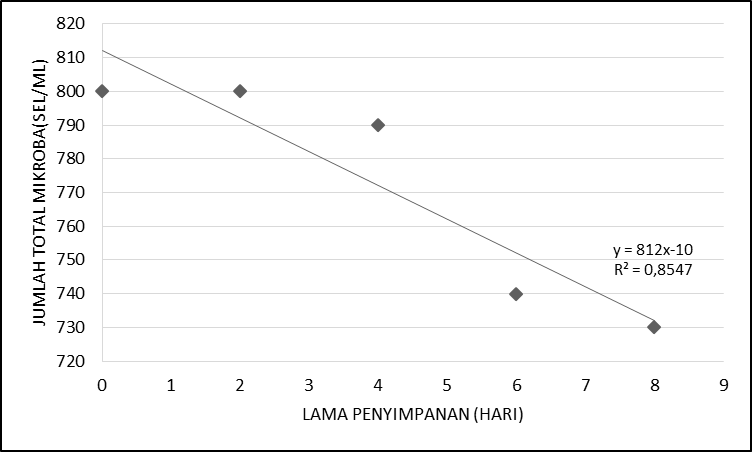 820
810
800
790
780
770
760
750
740
730
720
JUMLAH TOTAL MIKROBA(SEL/ML)
y = 812x-10
R² = 0,8547
0 1 2 3 4 5 6 7 8 9
LAMA PENYIMPANAN (HARI)